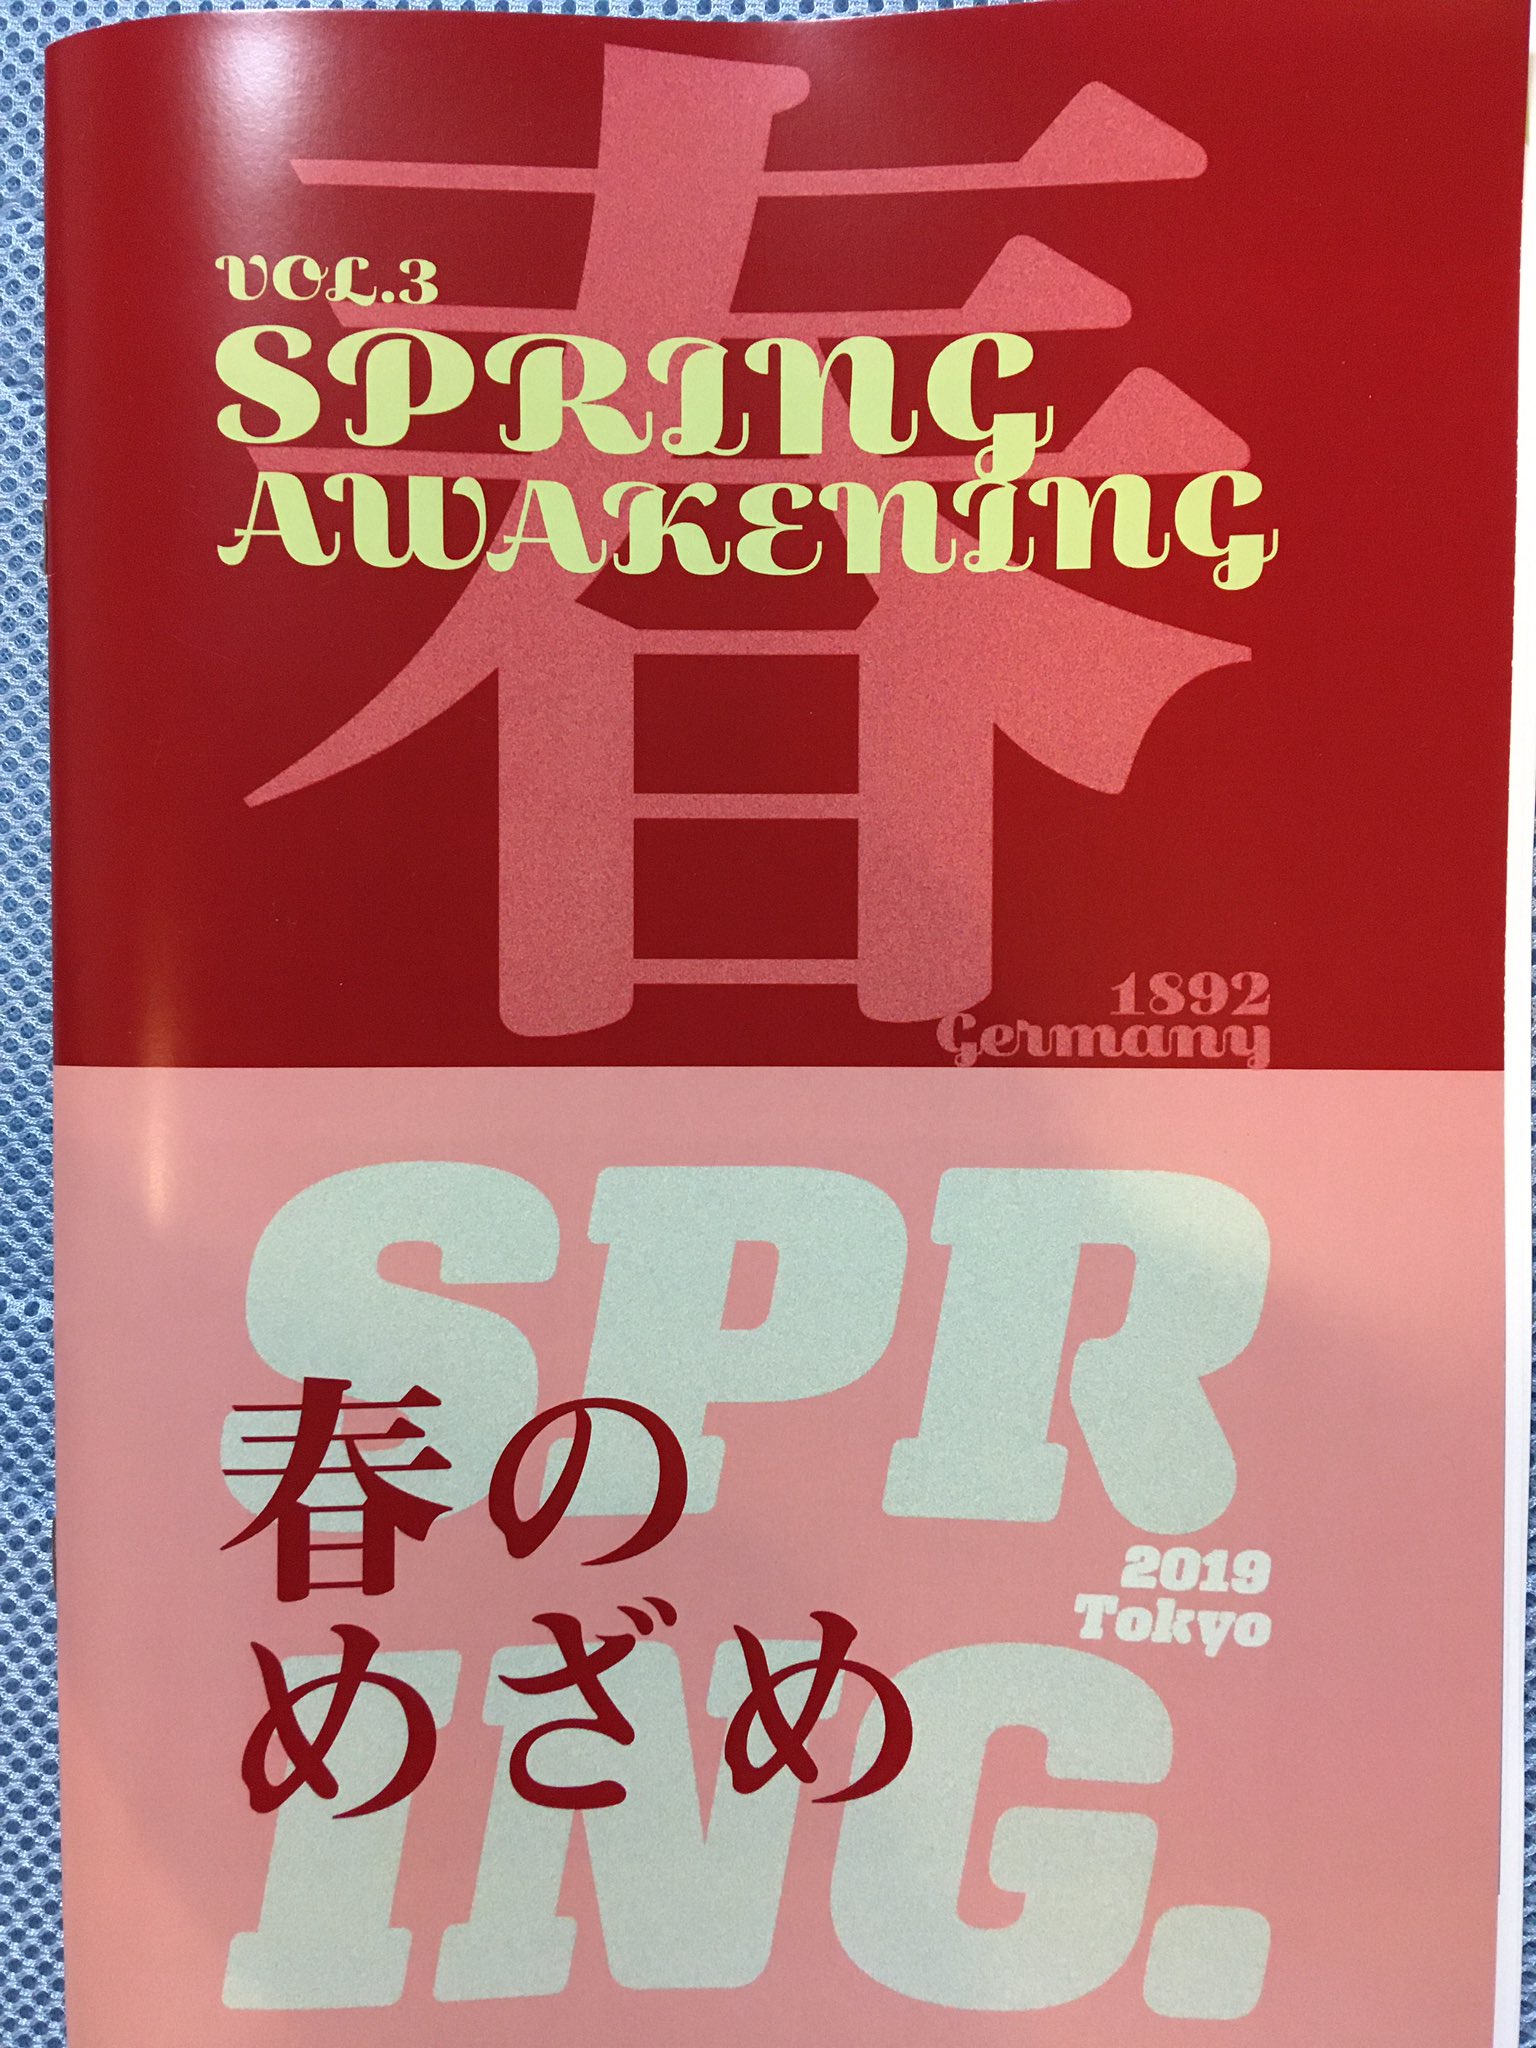 春
VOL.3
SPRING
AWAKENING
1892
Germany
SPR
春の
2019
Tokyo
めざめ
ING.